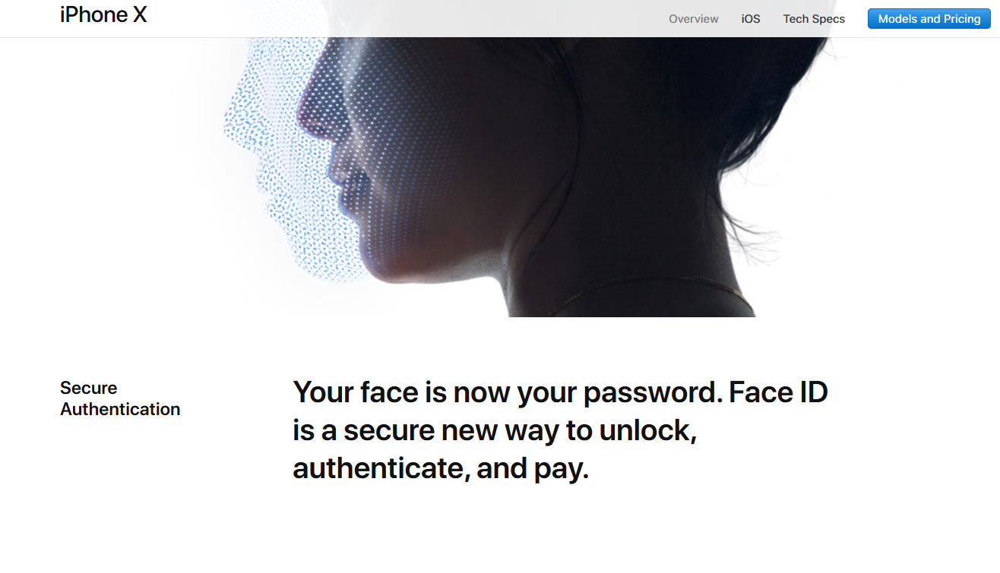 iPhone X
Overview
iOS
Tech Specs
Models and Pricing
Secure
Authentication
Your face is now your password. Face ID
is a secure new way to unlock,
authenticate, and pay.